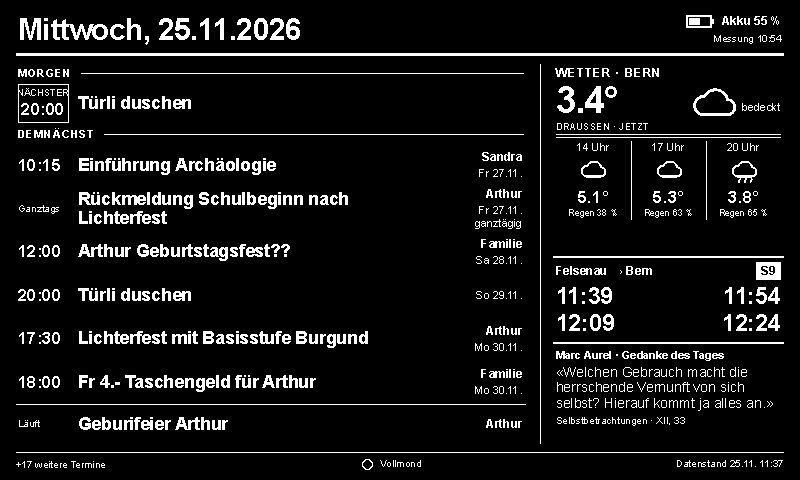 Mittwoch, 25.11.2026
Akku 55 %
Messung 10:54
MORGEN
NÄCHSTER
20:00 Türli duschen
DEMNÄCHST
10:15 Einführung Archäologie Sandra
Fr 27.11.
Ganztags Rückmeldung Schulbeginn nach
Lichterfest
Arthur
Fr 27.11.
ganztägig
12:00 Arthur Geburtstagsfest?? Familie
Sa 28.11.
20:00 Türli duschen So 29.11.
17:30 Lichterfest mit Basisstufe Burgund Arthur
Mo 30.11.
18:00 Fr 4.- Taschengeld für Arthur Familie
Mo 30.11.
Läuft Geburifeier Arthur Arthur
WETTER · BERN
3.4° bedeckt
DRAUSSEN · JETZT
14 Uhr 17 Uhr 20 Uhr
5.1° 5.3° 3.8°
Regen 38 % Regen 63 % Regen 65 %
Felsenau › Bern S9
11:39 11:54
12:09 12:24
Marc Aurel · Gedanke des Tages
«Welchen Gebrauch macht die
herrschende Vernunft von sich
selbst? Hierauf kommt ja alles an.»
Selbstbetrachtungen · XII, 33
+17 weitere Termine Vollmond Datenstand 25.11. 11:37